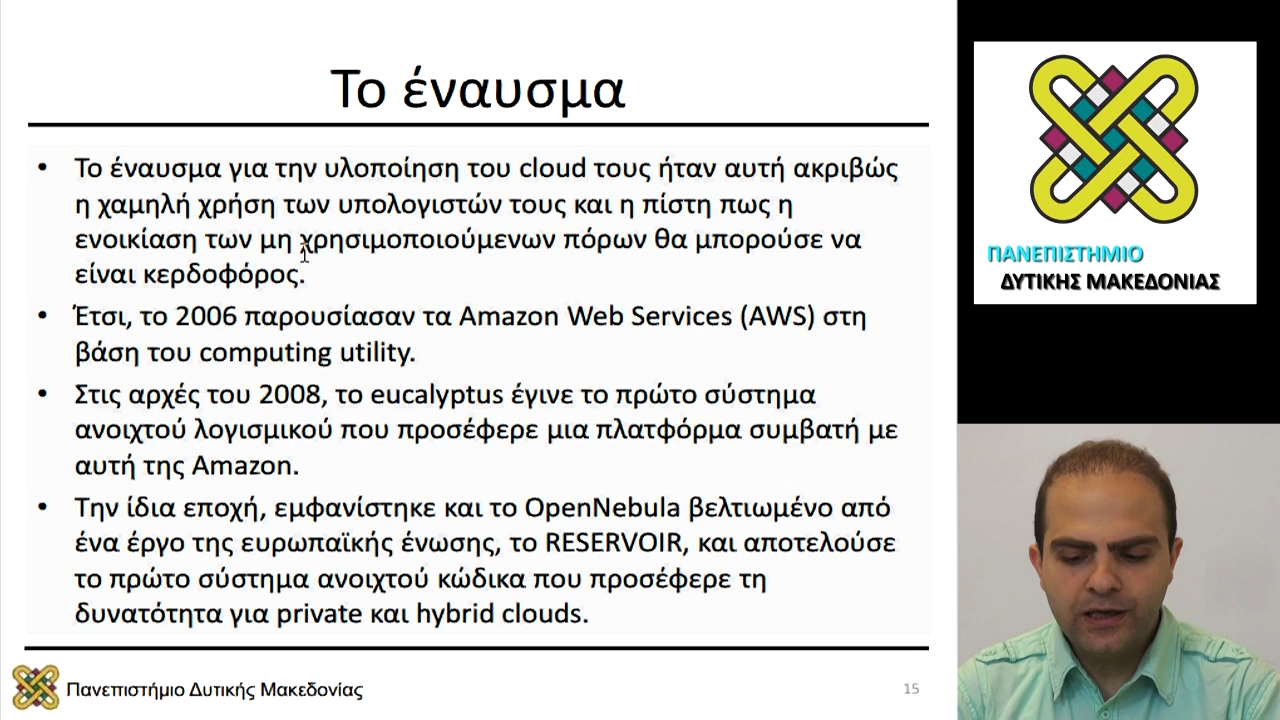 Το έναυσμα
• Το έναυσμα για την υλοποίηση του cloud τους ήταν αυτή ακριβώς
η χαμηλή χρήση των υπολογιστών τους και η πίστη πως η
ενοικίαση των μη χρησιμοποιούμενων πόρων θα μπορούσε να
είναι κερδοφόρος.
• Έτσι, το 2006 παρουσίασαν τα Amazon Web Services (AWS) στη
βάση του computing utility.
• Στις αρχές του 2008, το eucalyptus έγινε το πρώτο σύστημα
ανοιχτού λογισμικού που προσέφερε μια πλατφόρμα συμβατή με
αυτή της Amazon.
• Την ίδια εποχή, εμφανίστηκε και το OpenNebula βελτιωμένο από
ένα έργο της ευρωπαϊκής ένωσης, το RESERVOIR, και αποτελούσε
το πρώτο σύστημα ανοιχτού κώδικα που προσέφερε τη
δυνατότητα για private και hybrid clouds.
Πανεπιστήμιο Δυτικής Μακεδονίας
15
ΠΑΝΕΠΙΣΤΗΜΙΟ
ΔΥΤΙΚΗΣ ΜΑΚΕΔΟΝΙΑΣ